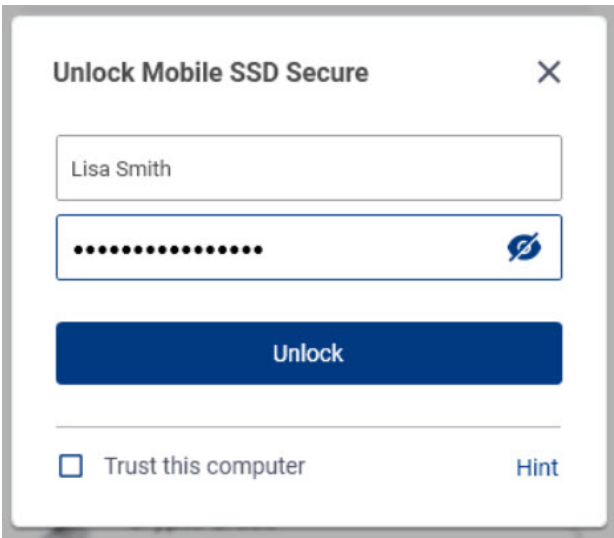 Unlock Mobile SSD Secure
Lisa Smith
••••••••••••••••
Unlock
Trust this computer
Hint